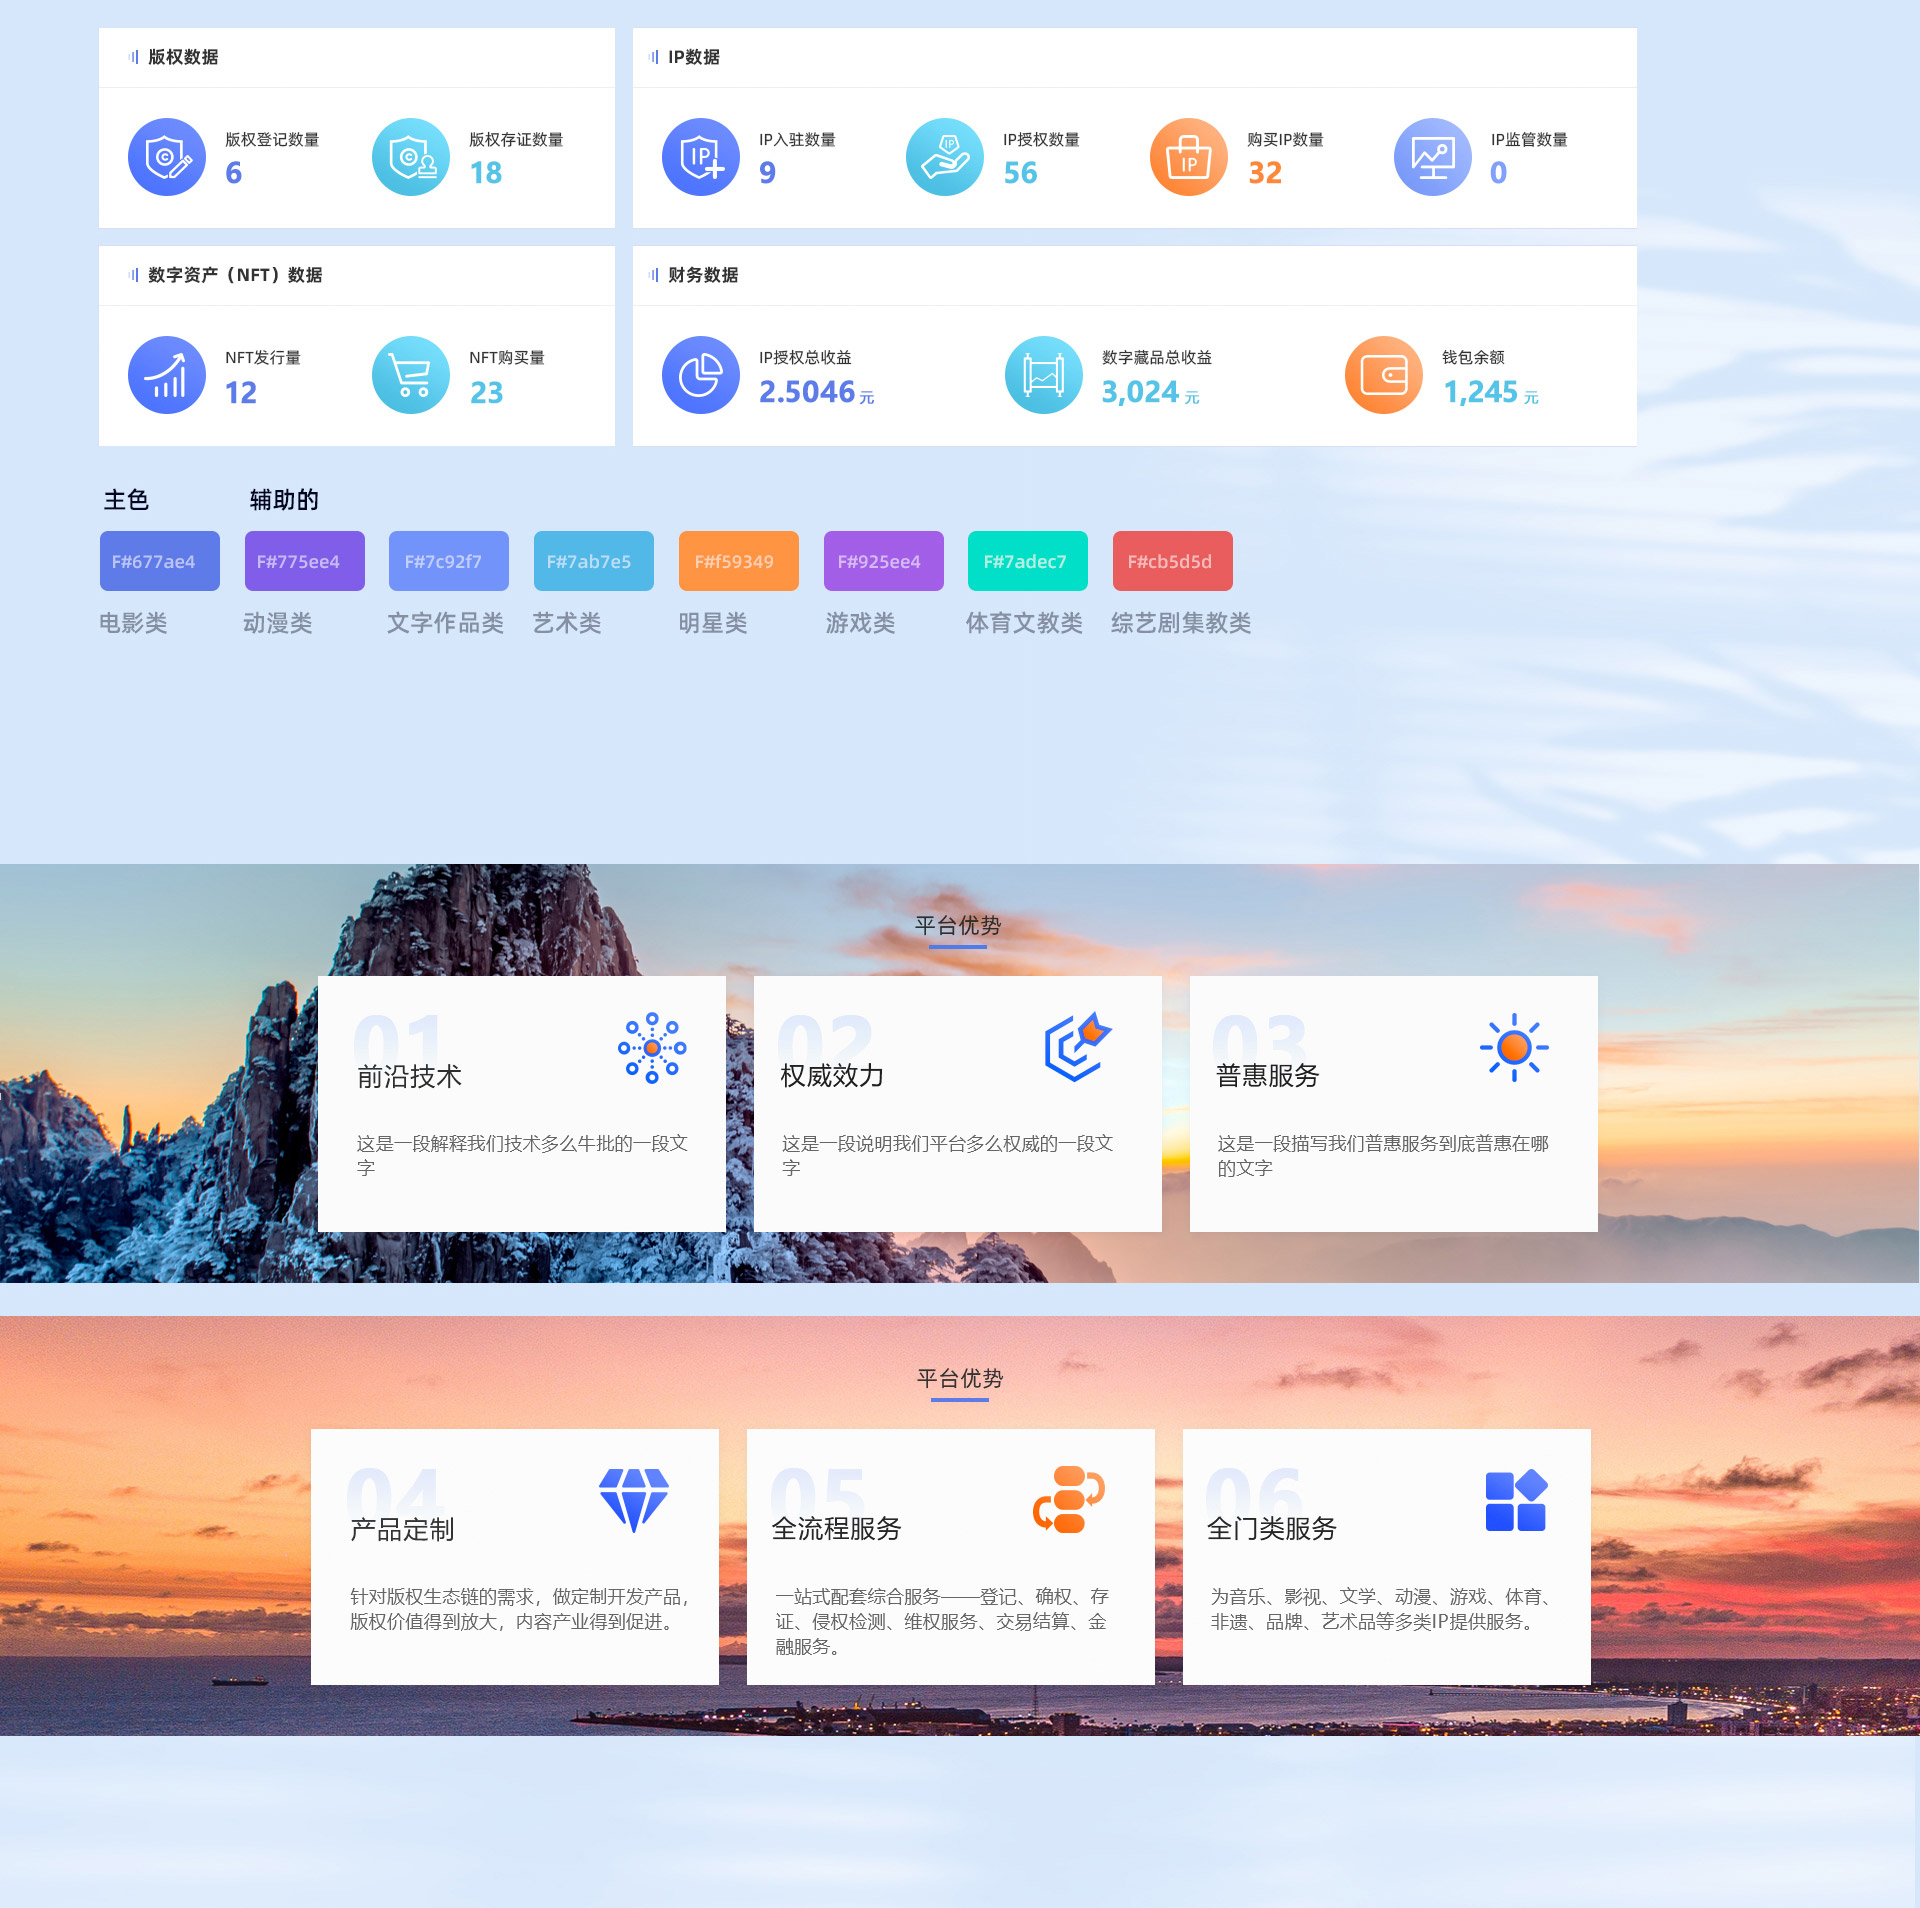 版权数据
版权登记数量
6
版权存证数量
18
IP数据
IP入驻数量
9
IP授权数量
56
购买IP数量
32
IP监管数量
0
数字资产（NFT）数据
NFT发行量
12
NFT购买量
23
财务数据
IP授权总收益
2.5046 元
数字藏品总收益
3,024 元
钱包余额
1,245 元
主色
辅助的
F#677ae4
F#775ee4
F#7c92f7
F#7ab7e5
F#f59349
F#925ee4
F#7adec7
F#cb5d5d
电影类
动漫类
文字作品类
艺术类
明星类
游戏类
体育文教类
综艺剧集教类
平台优势
01
前沿技术
这是一段解释我们技术多么牛批的一段文
字
02
权威效力
这是一段说明我们平台多么权威的一段文
字
03
普惠服务
这是一段描写我们普惠服务到底普惠在哪
的文字
平台优势
04
产品定制
针对版权生态链的需求，做定制开发产品，
版权价值得到放大，内容产业得到促进。
05
全流程服务
一站式配套综合服务——登记、确权、存
证、侵权检测、维权服务、交易结算、金
融服务。
06
全门类服务
为音乐、影视、文学、动漫、游戏、体育、
非遗、品牌、艺术品等多类IP提供服务。